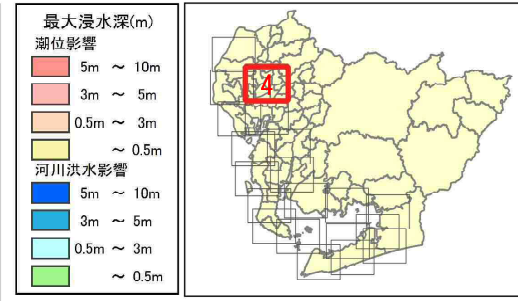 最大浸水深(m)
潮位影響
5m ～ 10m
3m ～ 5m
0.5m ～ 3m
～ 0.5m
河川洪水影響
5m ～ 10m
3m ～ 5m
0.5m ～ 3m
～ 0.5m
4